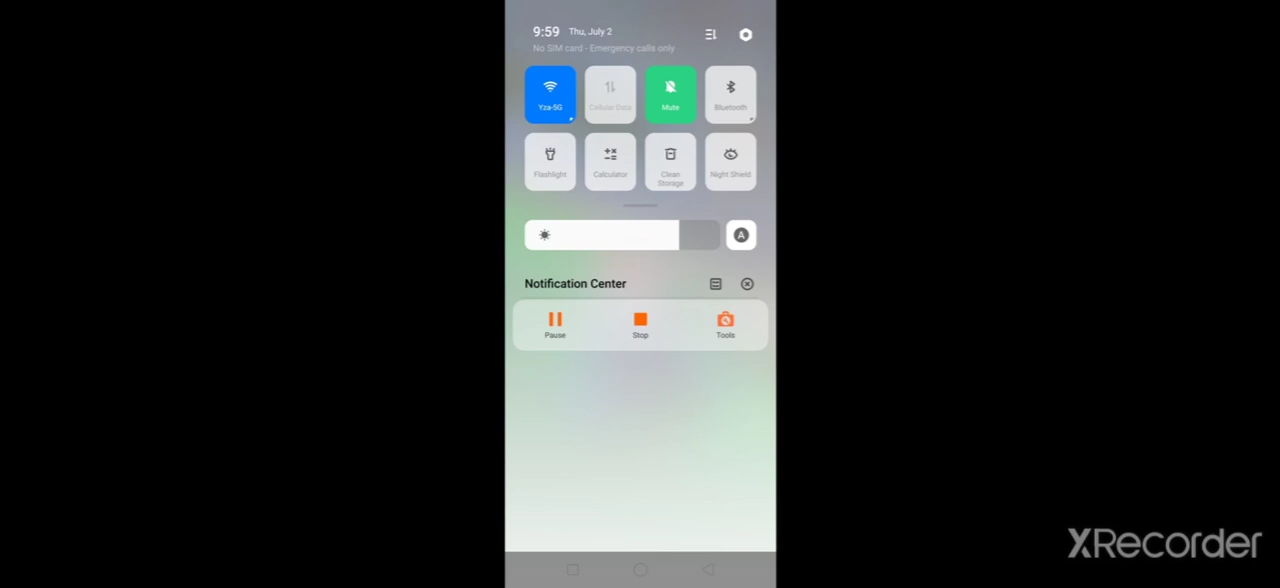 9:59 Thu, July 2
No SIM card - Emergency calls only
Yza-5G
Cellular Data
Mute
Bluetooth
Flashlight
Calculator
Clean
Storage
Night Shield
A
Notification Center
Pause
Stop
Tools
XRecorder